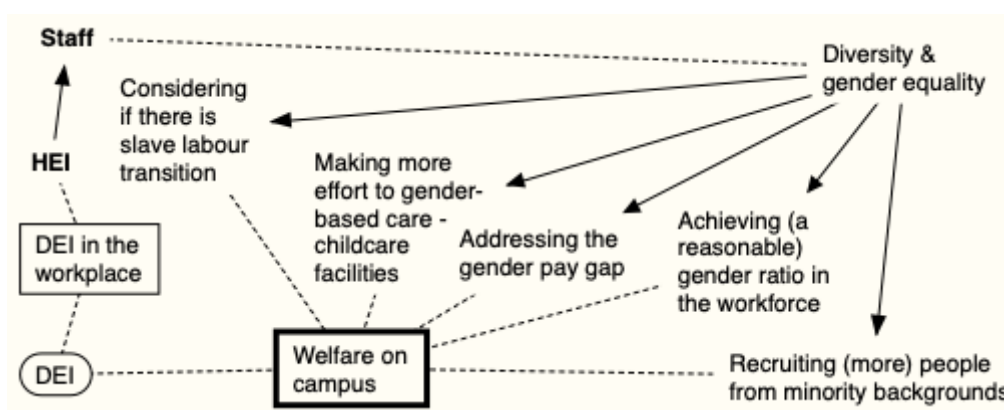 Staff
Diversity &
gender equality
Considering
if there is
slave labour
transition
HEI
Making more
effort to gender-
based care -
childcare
facilities
Addressing the
gender pay gap
Achieving (a
reasonable)
gender ratio in
the workforce
DEI in the
workplace
Welfare on
campus
DEI
Recruiting (more) people
from minority backgrounds